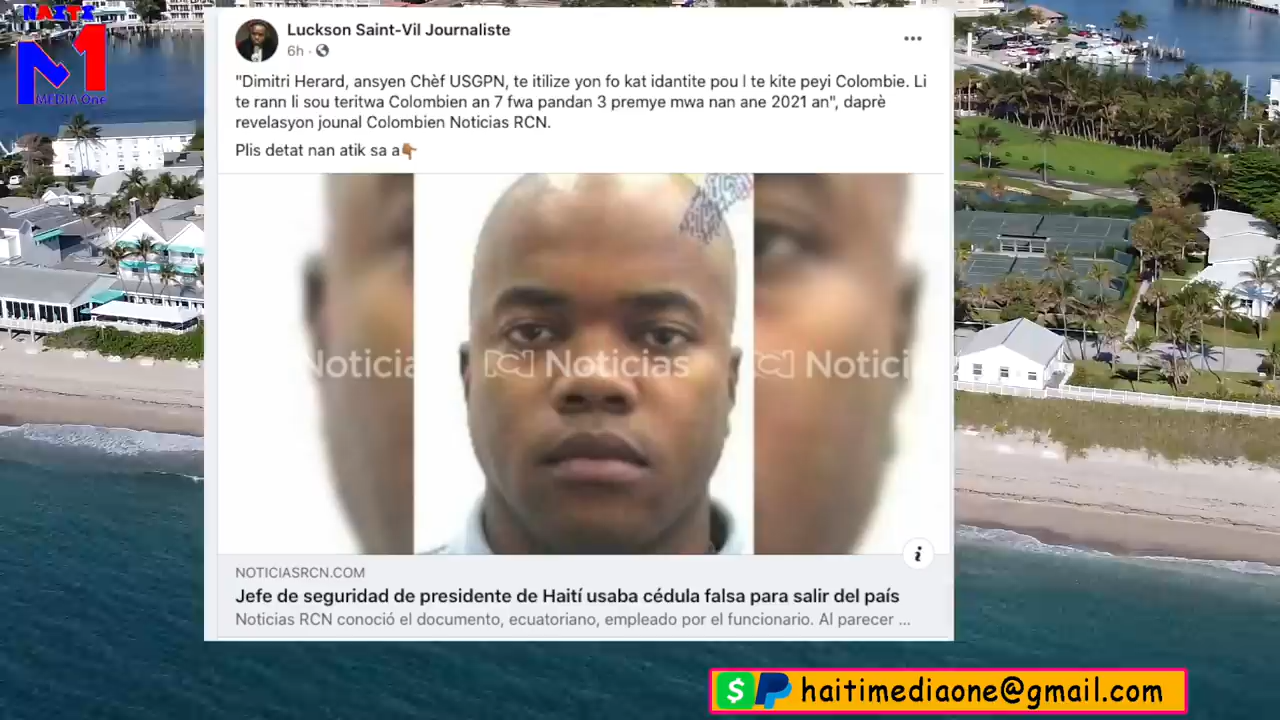 HAITI
M1
MEDIA One
Luckson Saint-Vil Journaliste
6h ·
"Dimitri Herard, ansyen Chèf USGPN, te itilize yon fo kat idantite pou l te kite peyi Colombie. Li
te rann li sou teritwa Colombien an 7 fwa pandan 3 premye mwa nan ane 2021 an", daprè
revelasyon jounal Colombien Noticias RCN.
Plis detat nan atik sa a
Noticia
Noticias
Notici
NOTICIASRCN.COM
Jefe de seguridad de presidente de Haití usaba cédula falsa para salir del país
Noticias RCN conoció el documento, ecuatoriano, empleado por el funcionario. Al parecer ...
$ haitimediaone@gmail.com